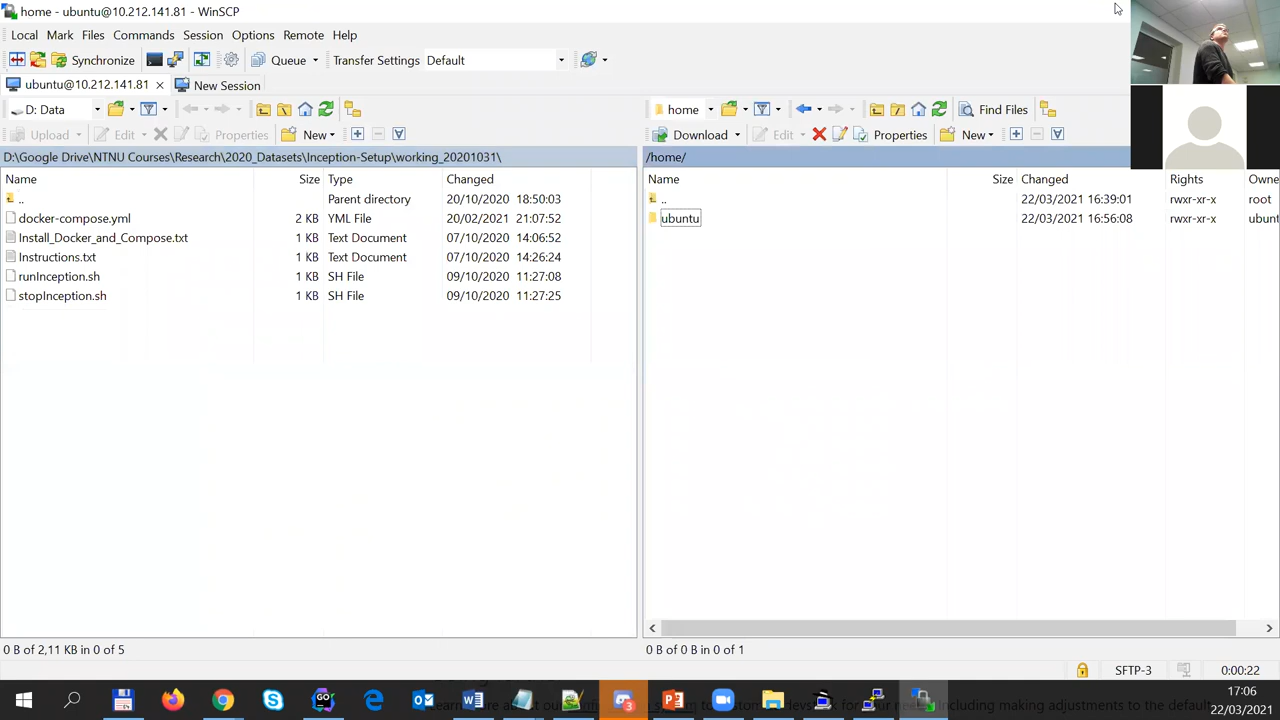 home - ubuntu@10.212.141.81 - WinSCP
Local Mark Files Commands Session Options Remote Help
Synchronize Queue Transfer Settings Default
ubuntu@10.212.141.81 × New Session
D: Data
home Find Files
Upload Edit Properties New
Download Edit Properties New
D:\Google Drive\NTNU Courses\Research\2020_Datasets\Inception-Setup\working_20201031\
/home/
Name Size Type Changed
.. Parent directory 20/10/2020 18:50:03
docker-compose.yml 2 KB YML File 20/02/2021 21:07:52
Install_Docker_and_Compose.txt 1 KB Text Document 07/10/2020 14:06:52
Instructions.txt 1 KB Text Document 07/10/2020 14:26:24
runInception.sh 1 KB SH File 09/10/2020 11:27:08
stopInception.sh 1 KB SH File 09/10/2020 11:27:25
Name Size Changed Rights Owne
.. 22/03/2021 16:39:01 rwxr-xr-x root
ubuntu 22/03/2021 16:56:08 rwxr-xr-x ubunt
0 B of 2,11 KB in 0 of 5
0 B of 0 B in 0 of 1
SFTP-3 0:00:22
17:06
22/03/2021